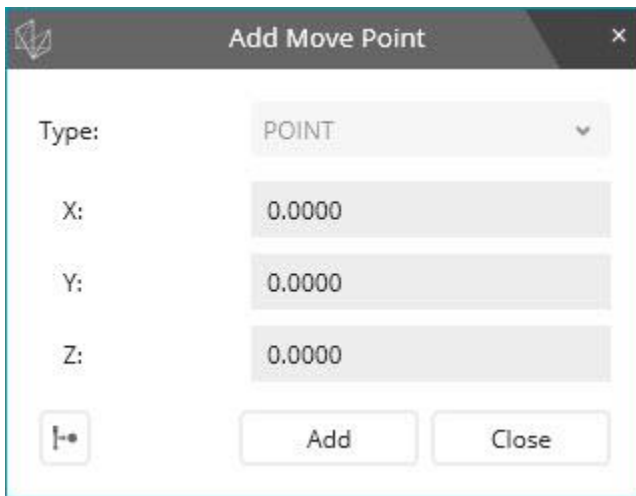 Add Move Point
Type: POINT
X: 0.0000
Y: 0.0000
Z: 0.0000
Add Close